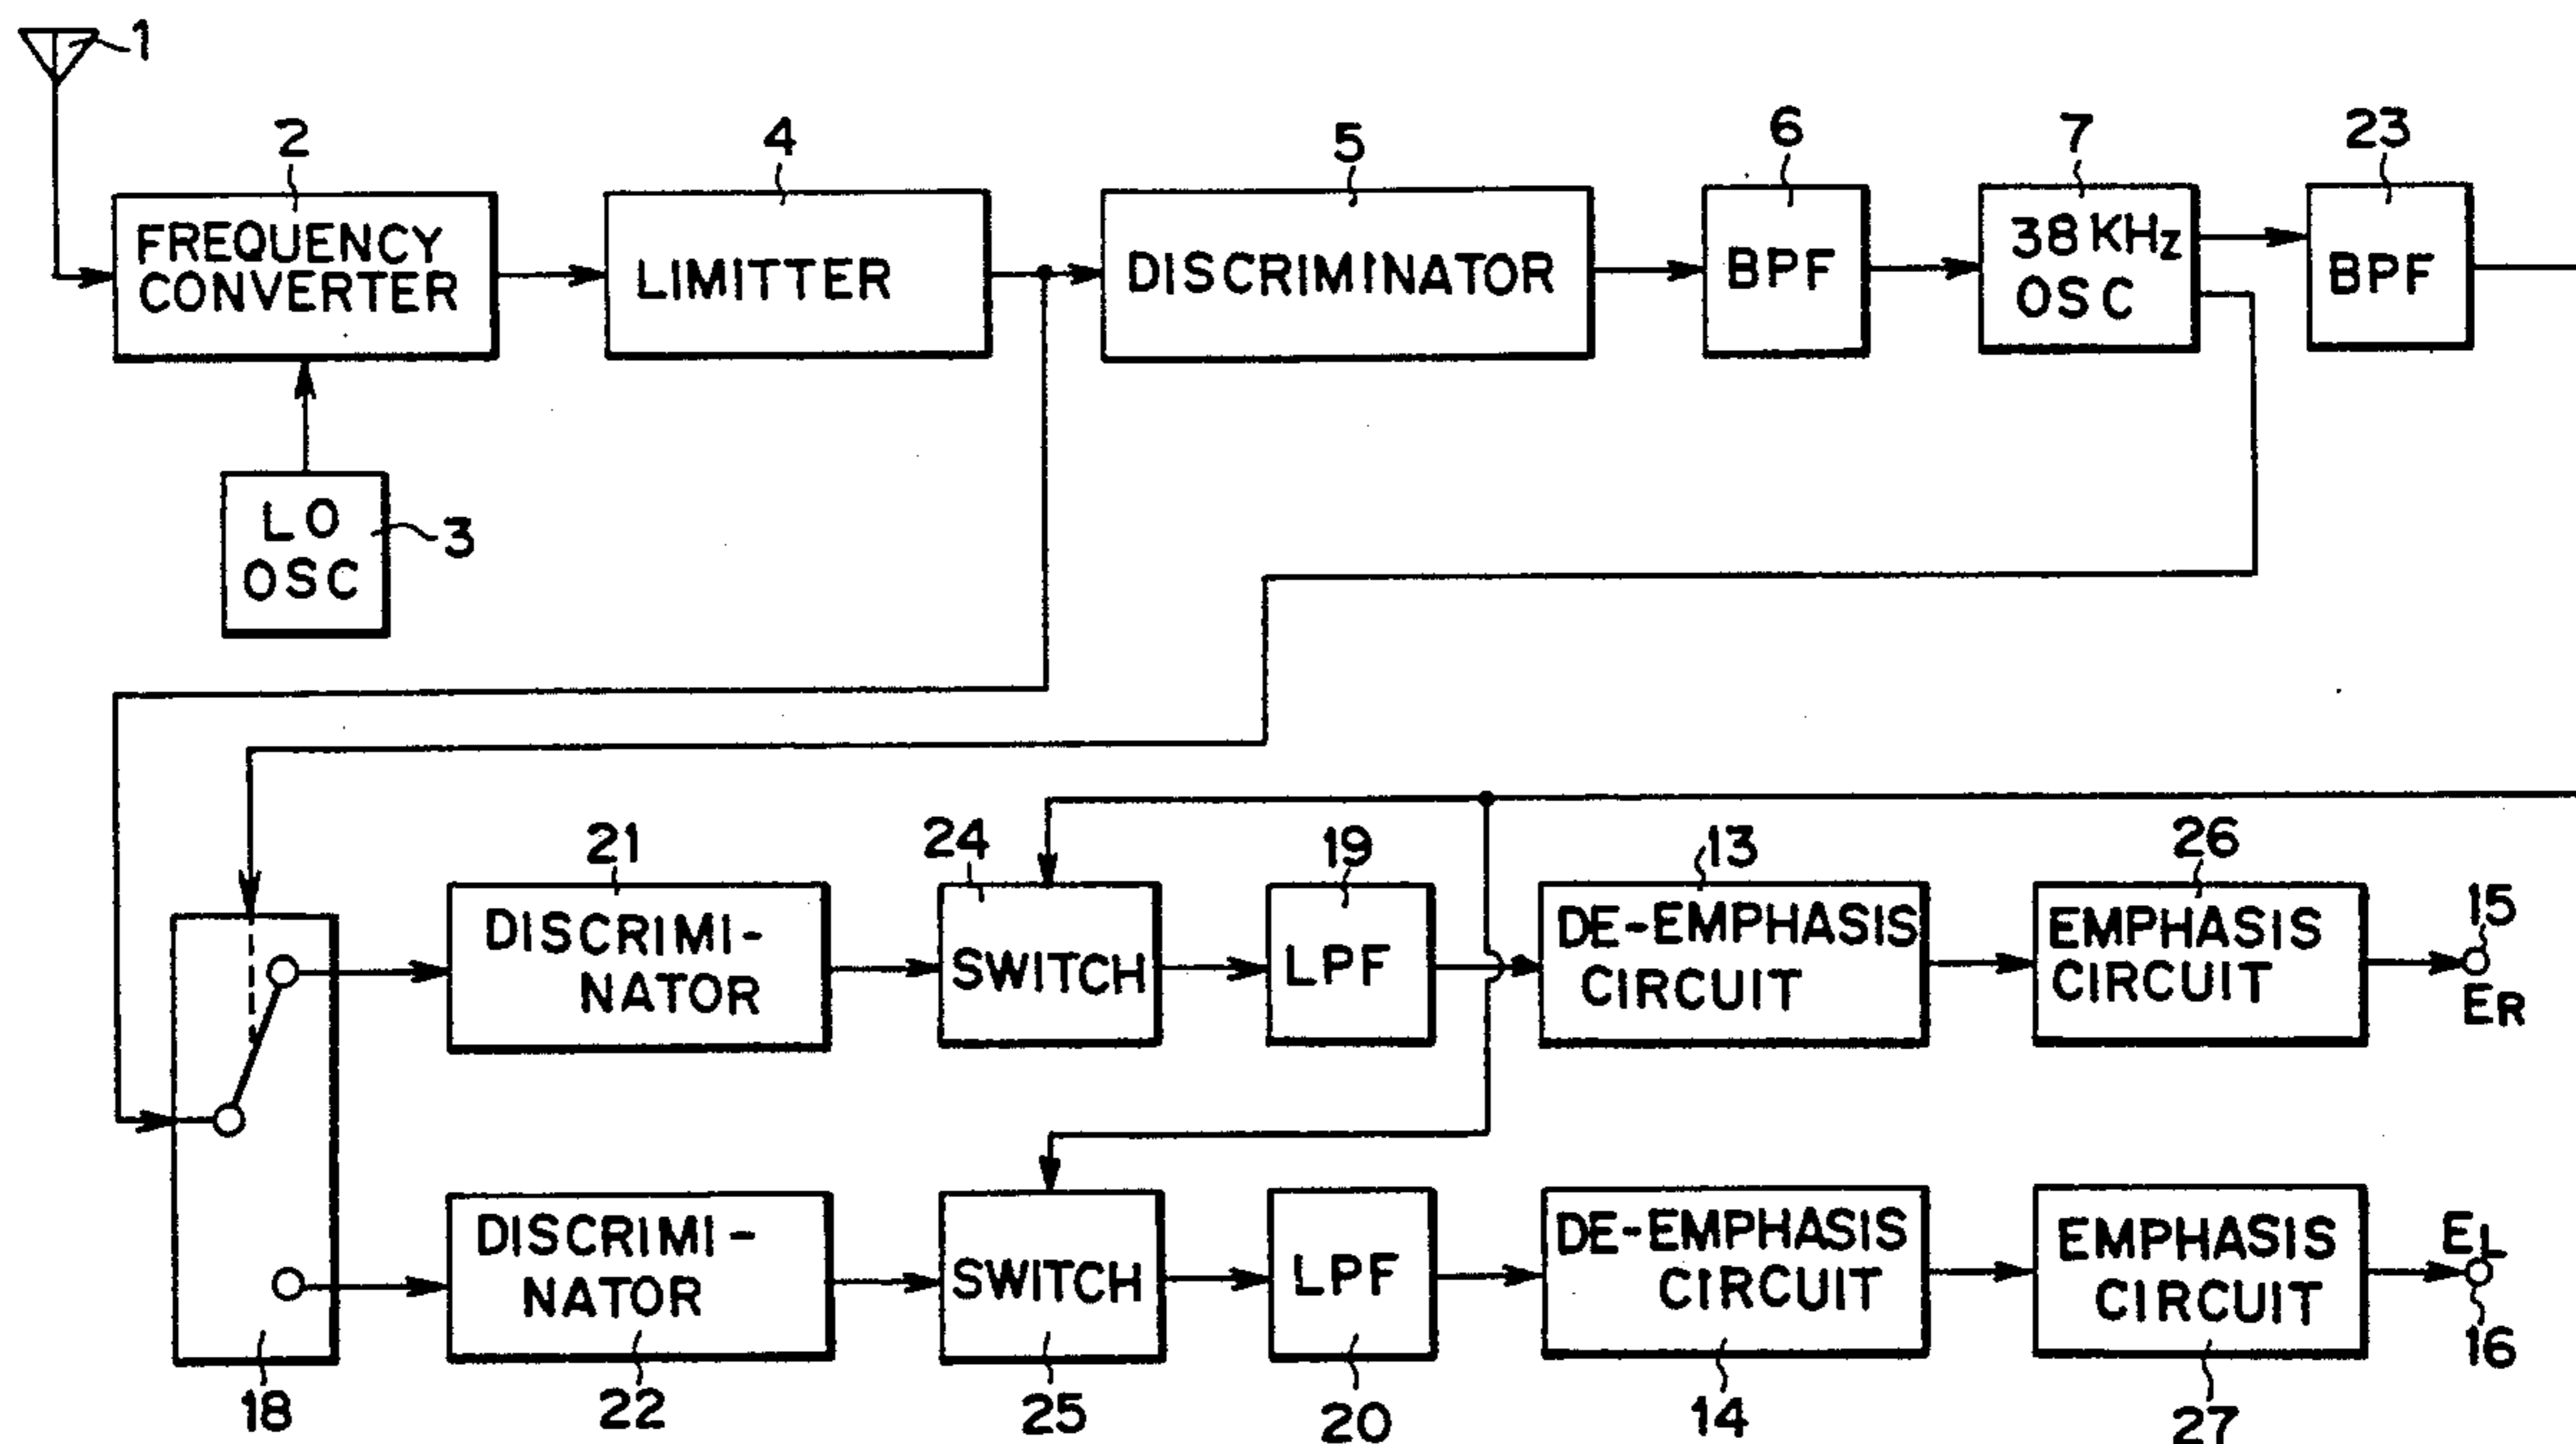 1
2
4
5
6
7
23
FREQUENCY
CONVERTER
LIMITTER
DISCRIMINATOR
BPF
38 KHz
OSC
BPF
LO
OSC
3
21
24
19
13
26
15
DISCRIMI-
NATOR
SWITCH
LPF
DE-EMPHASIS
CIRCUIT
EMPHASIS
CIRCUIT
ER
DISCRIMI-
NATOR
SWITCH
LPF
DE-EMPHASIS
CIRCUIT
EMPHASIS
CIRCUIT
EL
16
18
22
25
20
14
27